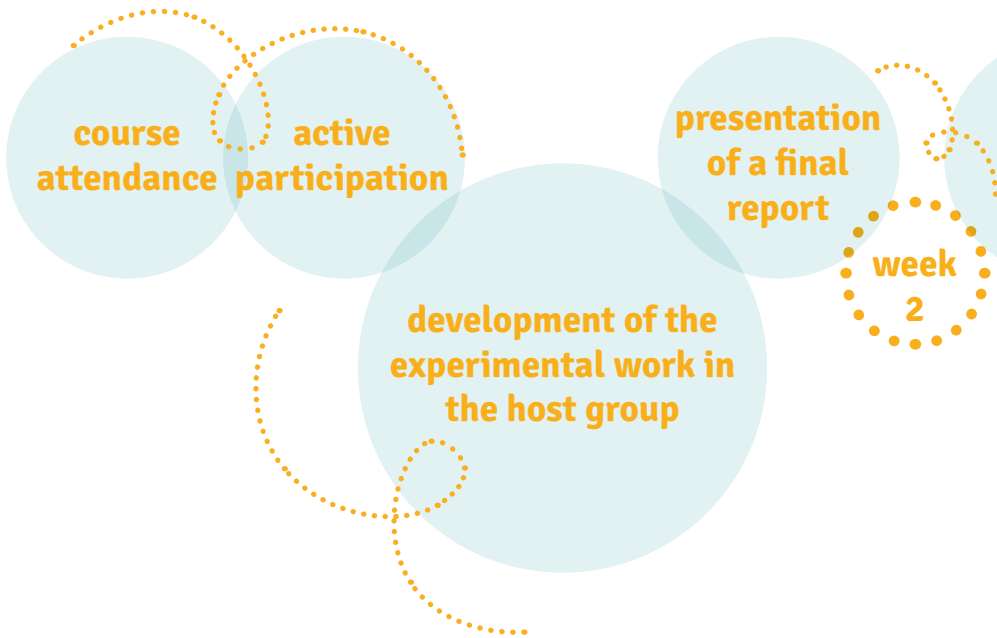 course
attendance
active
participation
development of the
experimental work in
the host group
presentation
of a final
report
week
2